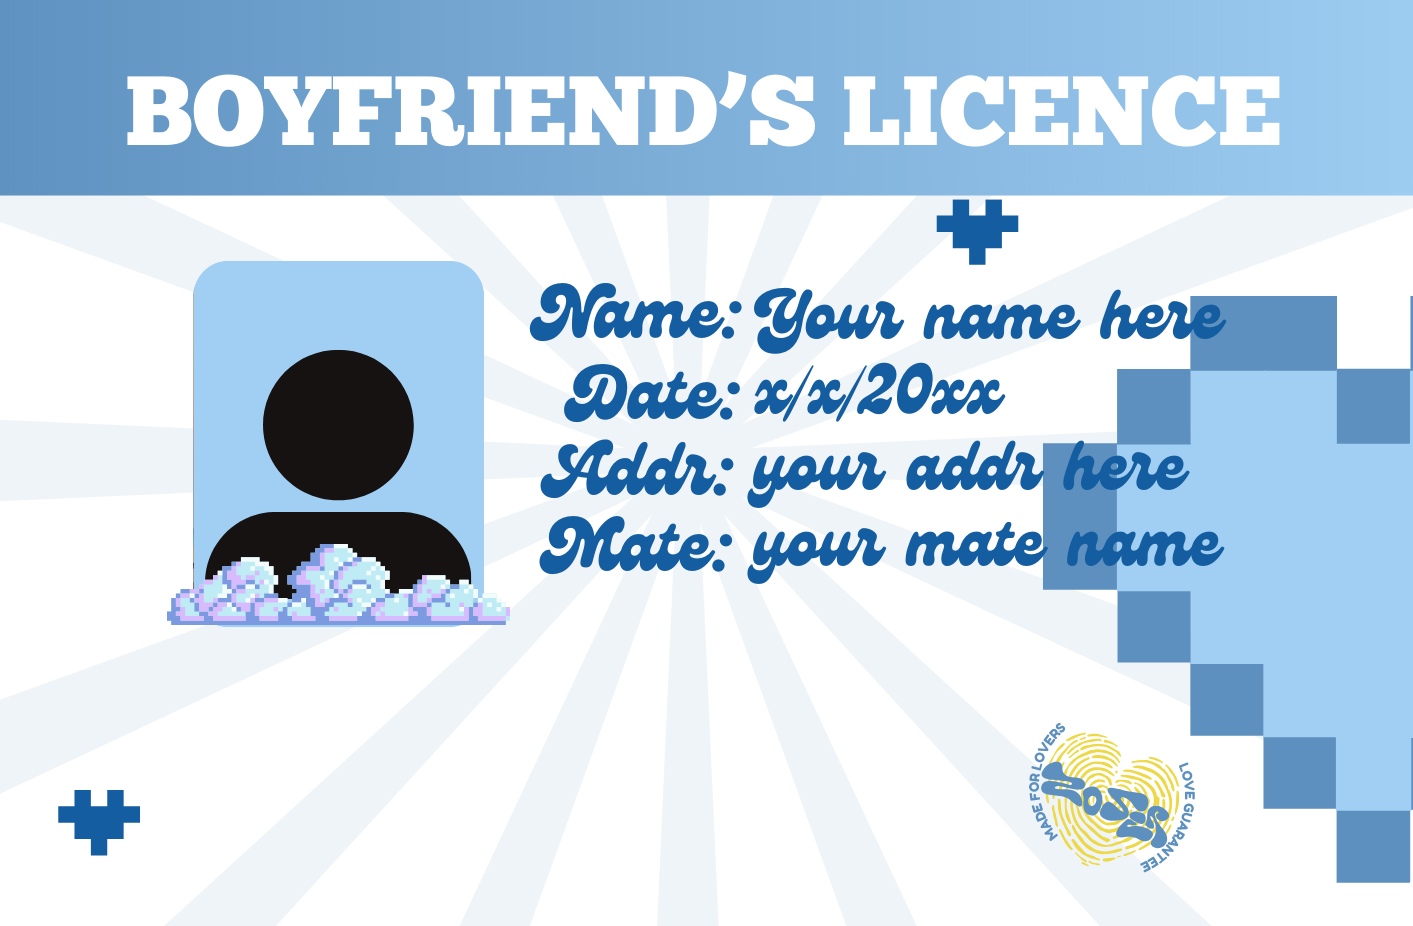 BOYFRIEND’S LICENCE
Name: Your name here
Date: x/x/20xx
Addr: your addr here
Mate: your mate name
MADE FOR LOVERS
LOVE GUARANTEE